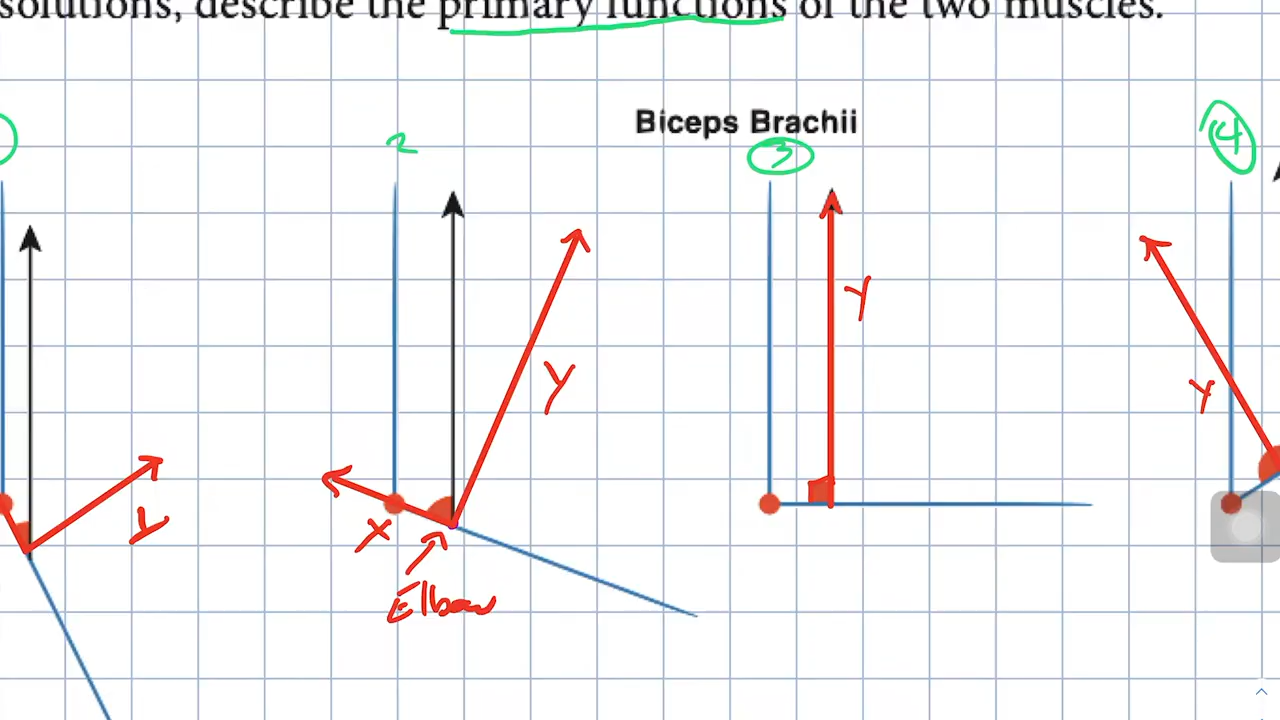 solutions, describe the primary functions of the two muscles.
Biceps Brachii
2
3
4
Y
Y
Y
Y
X
Elbow